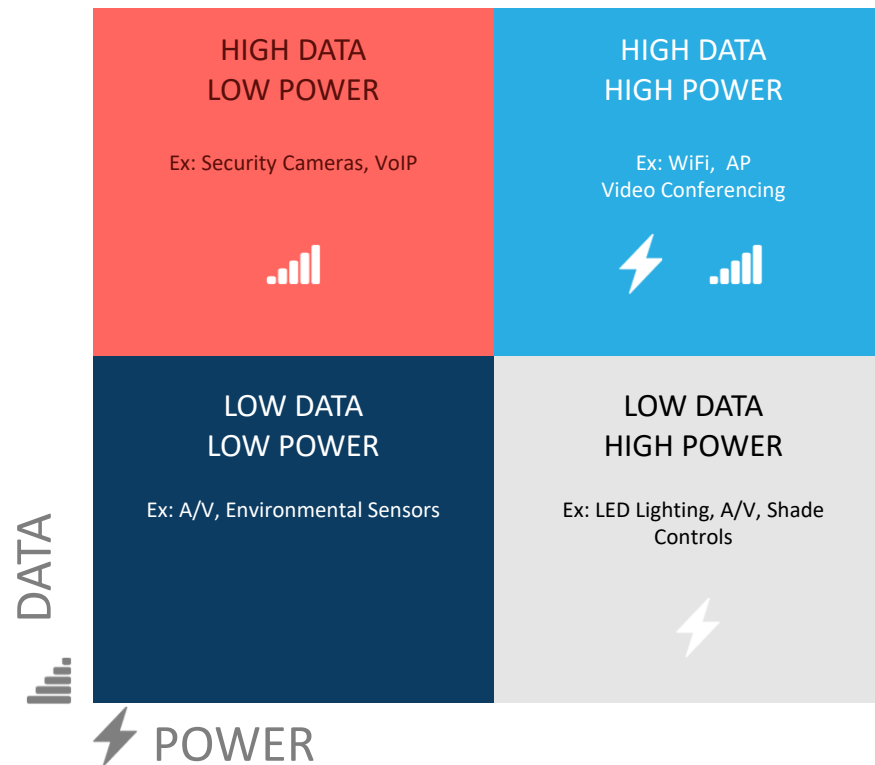 HIGH DATA
LOW POWER
Ex: Security Cameras, VoIP
HIGH DATA
HIGH POWER
Ex: WiFi, AP
Video Conferencing
LOW DATA
LOW POWER
Ex: A/V, Environmental Sensors
LOW DATA
HIGH POWER
Ex: LED Lighting, A/V, Shade
Controls
DATA
POWER